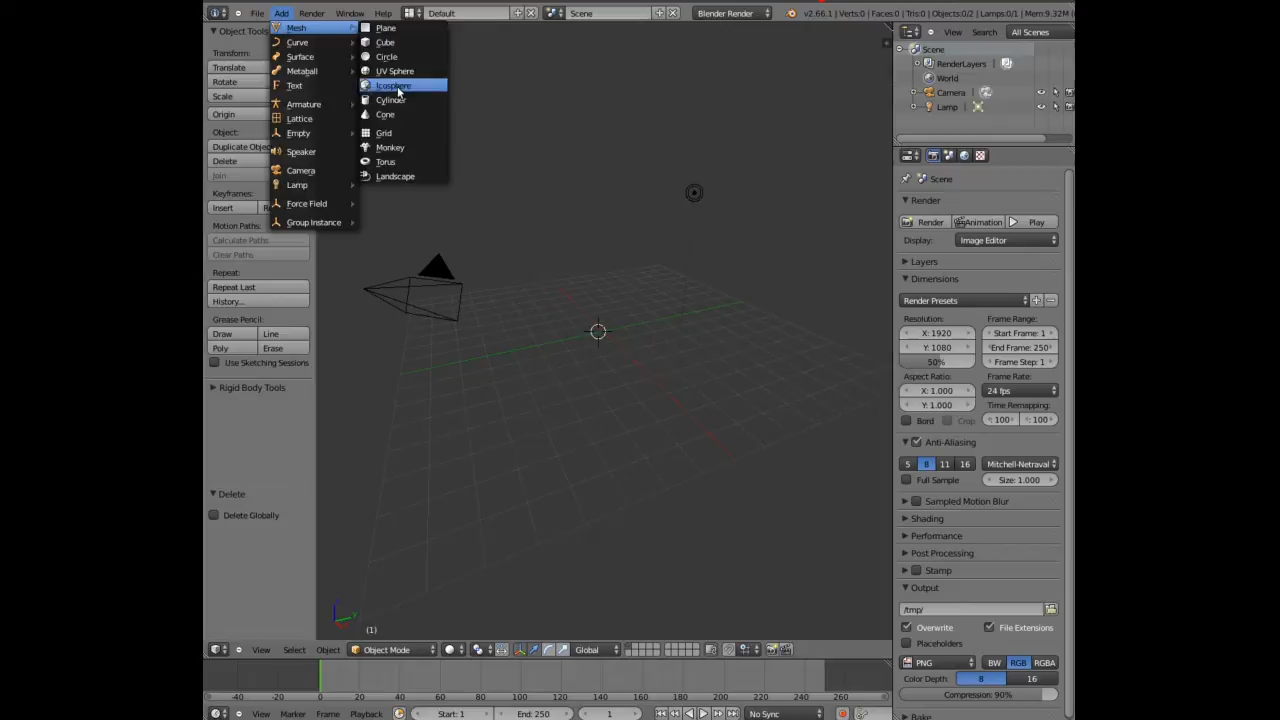 File Add Render Window Default Scene Blender Render v2.66.1 | Verts:0 | Faces:0 | Tris:0 | Objects:0/2 | Lamps:0/1 | Mem:9.32M
Object Tools
Transform:
Translate
Rotate
Scale
Origin
Object:
Duplicate Objec
Delete
Join
Keyframes:
Insert
Motion Paths:
Calculate Paths
Clear Paths
Repeat:
Repeat Last
History...
Grease Pencil:
Draw Line
Poly Erase
Use Sketching Sessions
Rigid Body Tools
Delete
Delete Globally
Mesh
Curve
Surface
Metaball
Text
Armature
Lattice
Empty
Speaker
Camera
Lamp
Force Field
Group Instance
Plane
Cube
Circle
UV Sphere
Icosphere
Cylinder
Cone
Grid
Monkey
Torus
Landscape
(1)
View Select Object Object Mode Global
View Search All Scenes
Scene
RenderLayers
World
Camera
Lamp
Scene
Render
Render Animation Play
Display: Image Editor
Layers
Dimensions
Render Presets
Resolution: Frame Range:
X: 1920 Start Frame: 1
Y: 1080 End Frame: 250
50% Frame Step: 1
Aspect Ratio: Frame Rate:
X: 1.000 24 fps
Y: 1.000 Time Remapping:
Bord Crop 100 100
Anti-Aliasing
5 8 11 16 Mitchell-Netraval
Full Sample Size: 1.000
Sampled Motion Blur
Shading
Performance
Post Processing
Stamp
Output
/tmp/
Overwrite File Extensions
Placeholders
PNG BW RGB RGBA
Color Depth: 8 16
Compression: 90%
Bake
-40 -20 0 20 40 60 80 100 120 140 160 180 200 220 240 260
View Marker Frame Playback Start: 1 End: 250 1 No Sync